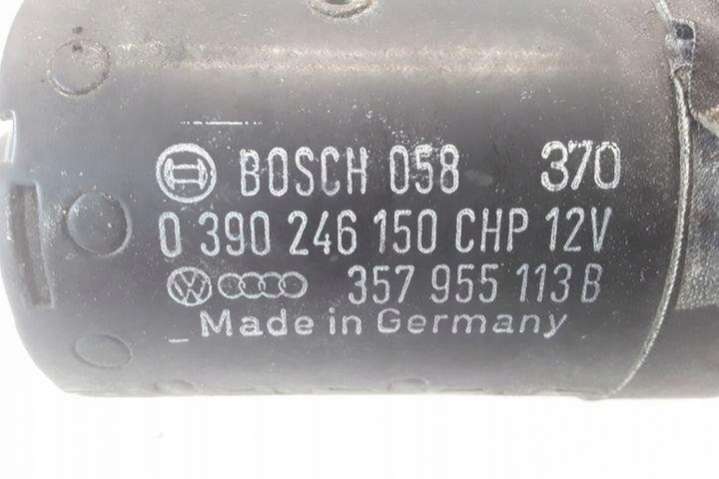 BOSCH 058 370
0 390 246 150 CHP 12V
357 955 113 B
Made in Germany